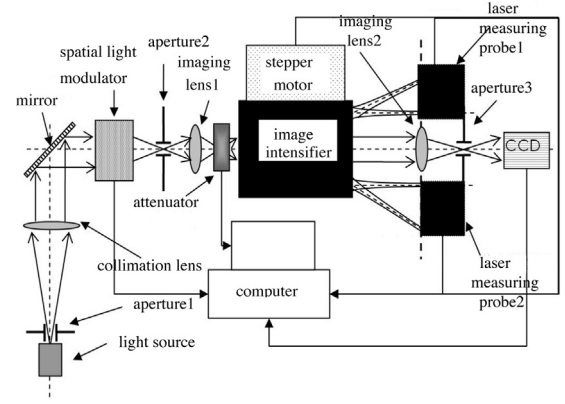 laser
measuring
probe1
imaging
lens2
aperture2
spatial light
modulator
imaging
lens1
stepper
motor
aperture3
mirror
image
intensifier
CCD
attenuator
collimation lens
laser
measuring
probe2
computer
aperture1
light source